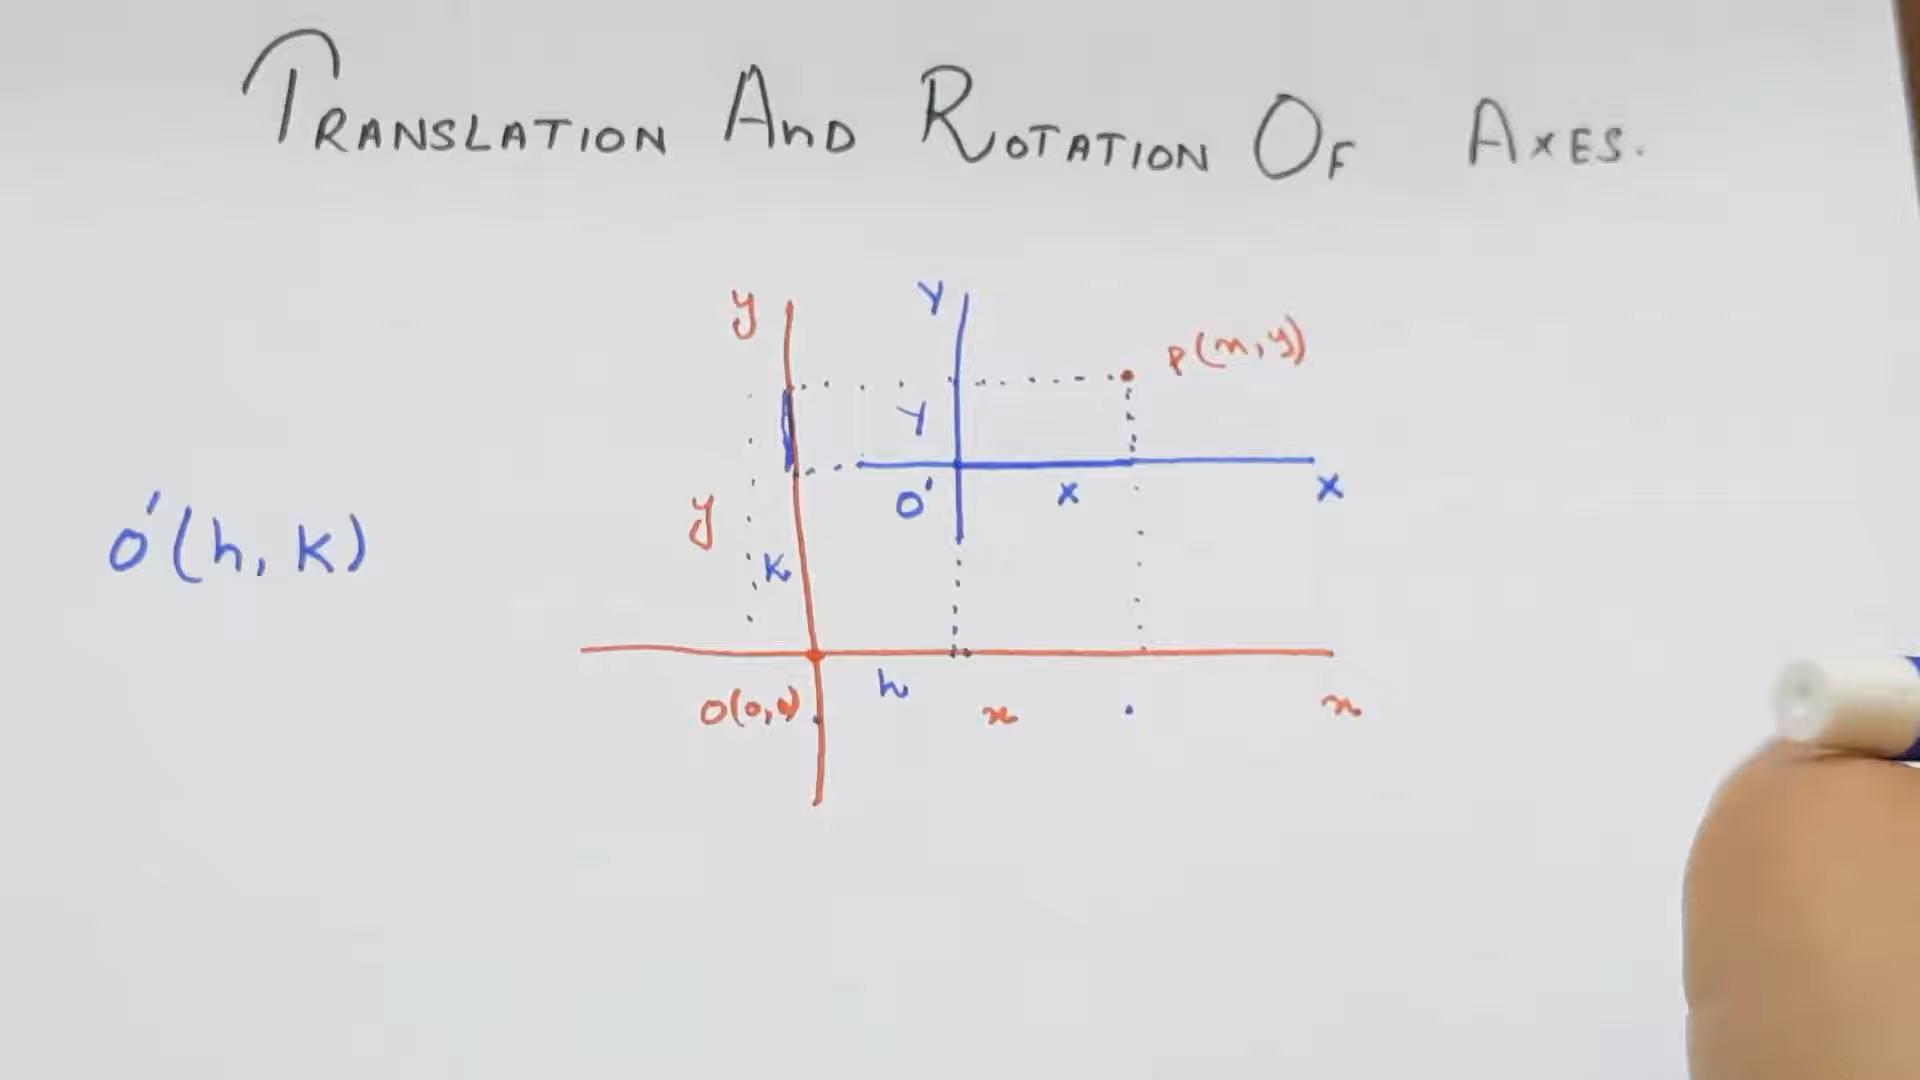 TRANSLATION AND ROTATION OF AXES.
y
Y
P(x,y)
Y
O'
X
X
y
O'(h, K)
K
h
O(0,0)
x
x